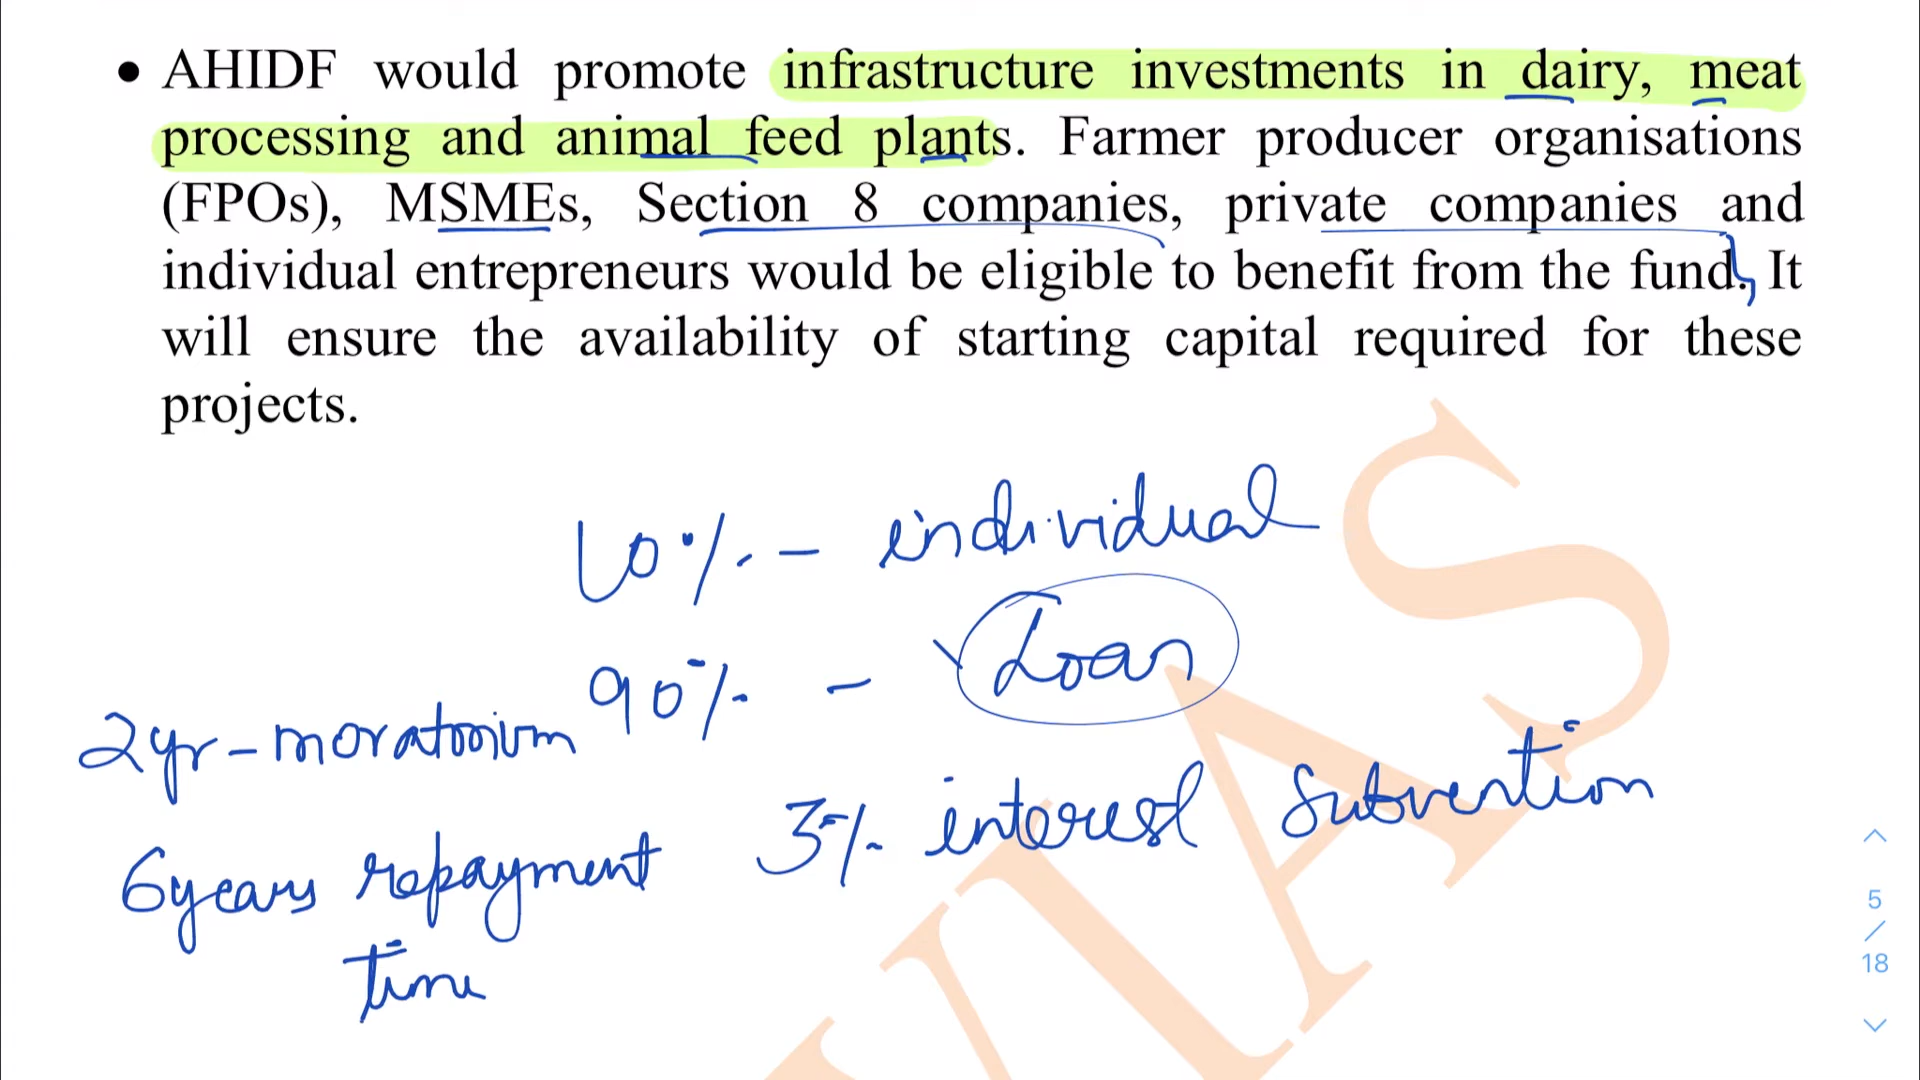 • AHIDF would promote infrastructure investments in dairy, meat
processing and animal feed plants. Farmer producer organisations
(FPOs), MSMEs, Section 8 companies, private companies and
individual entrepreneurs would be eligible to benefit from the fund. It
will ensure the availability of starting capital required for these
projects.
10% - individual
90% - Loan
2yr - moratorium
3% interest Subvention
6 years repayment
time
5
/
18